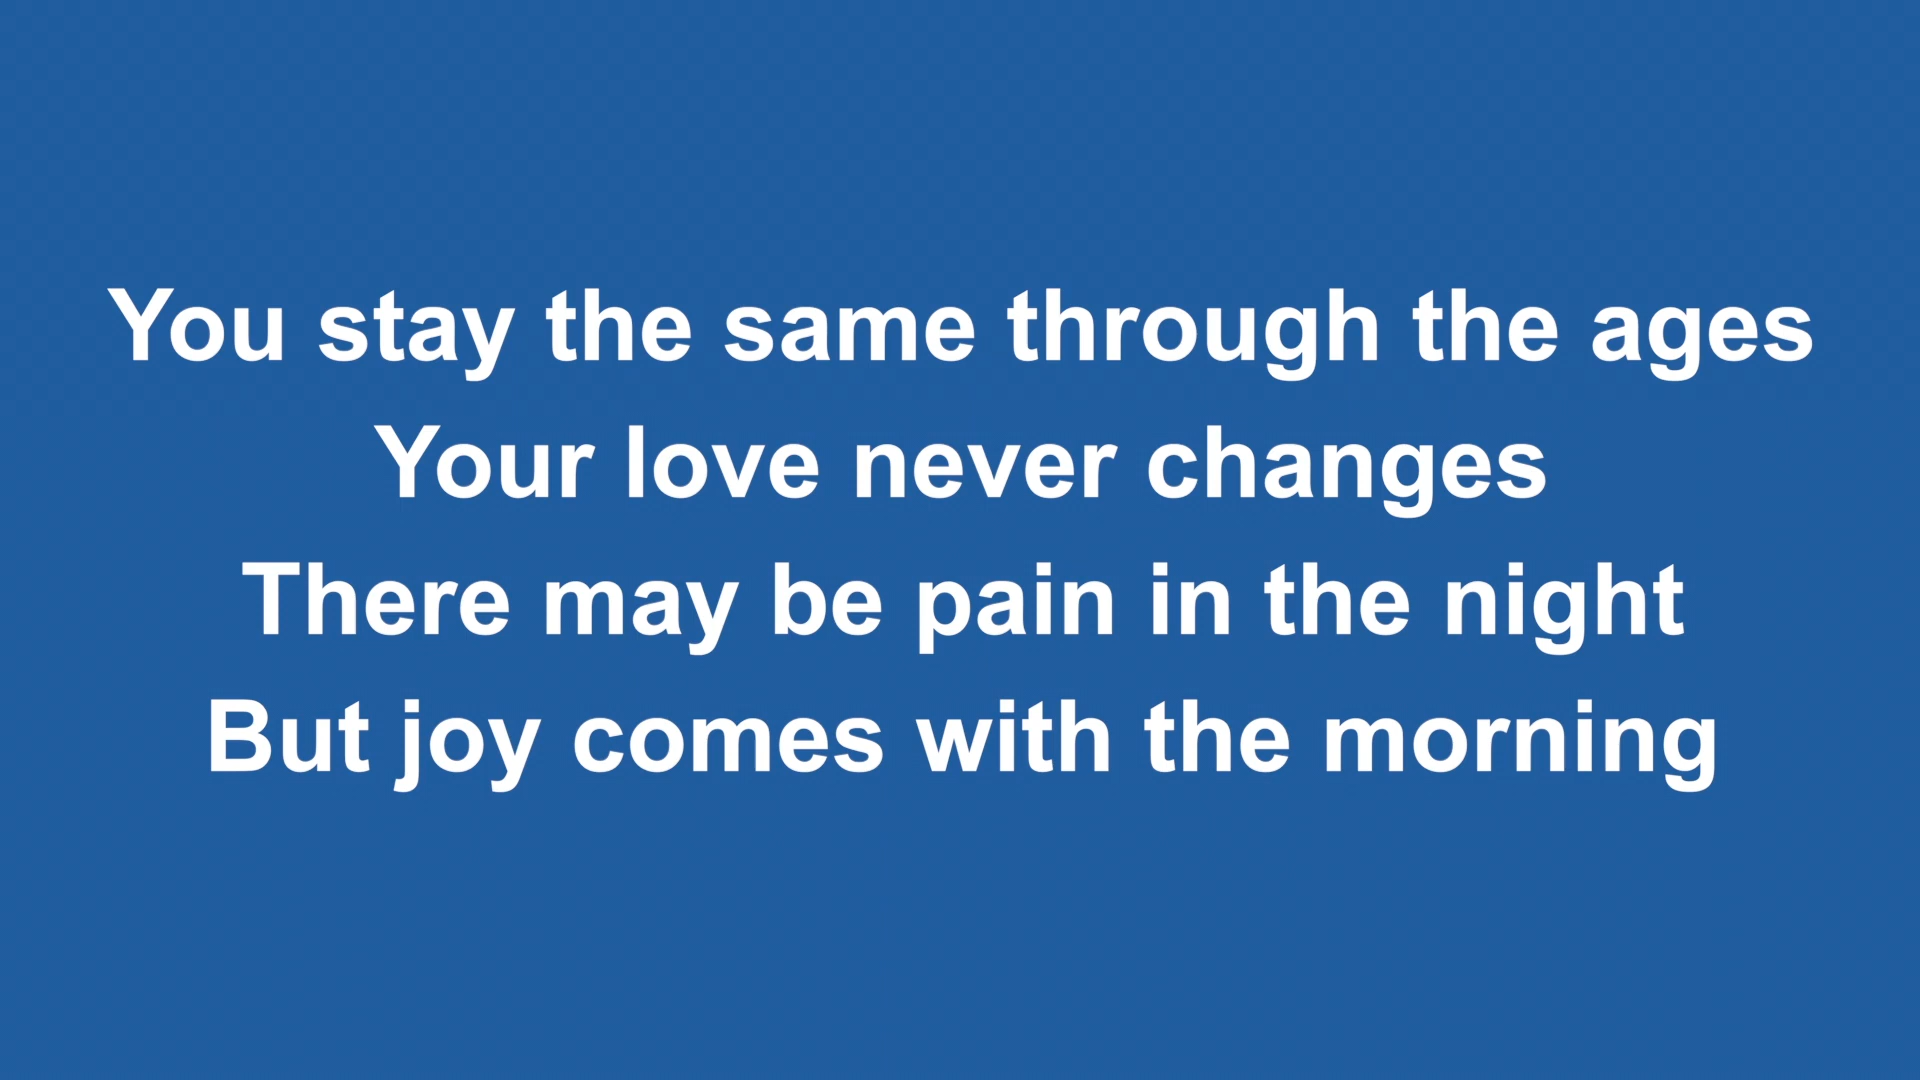 You stay the same through the ages
Your love never changes
There may be pain in the night
But joy comes with the morning